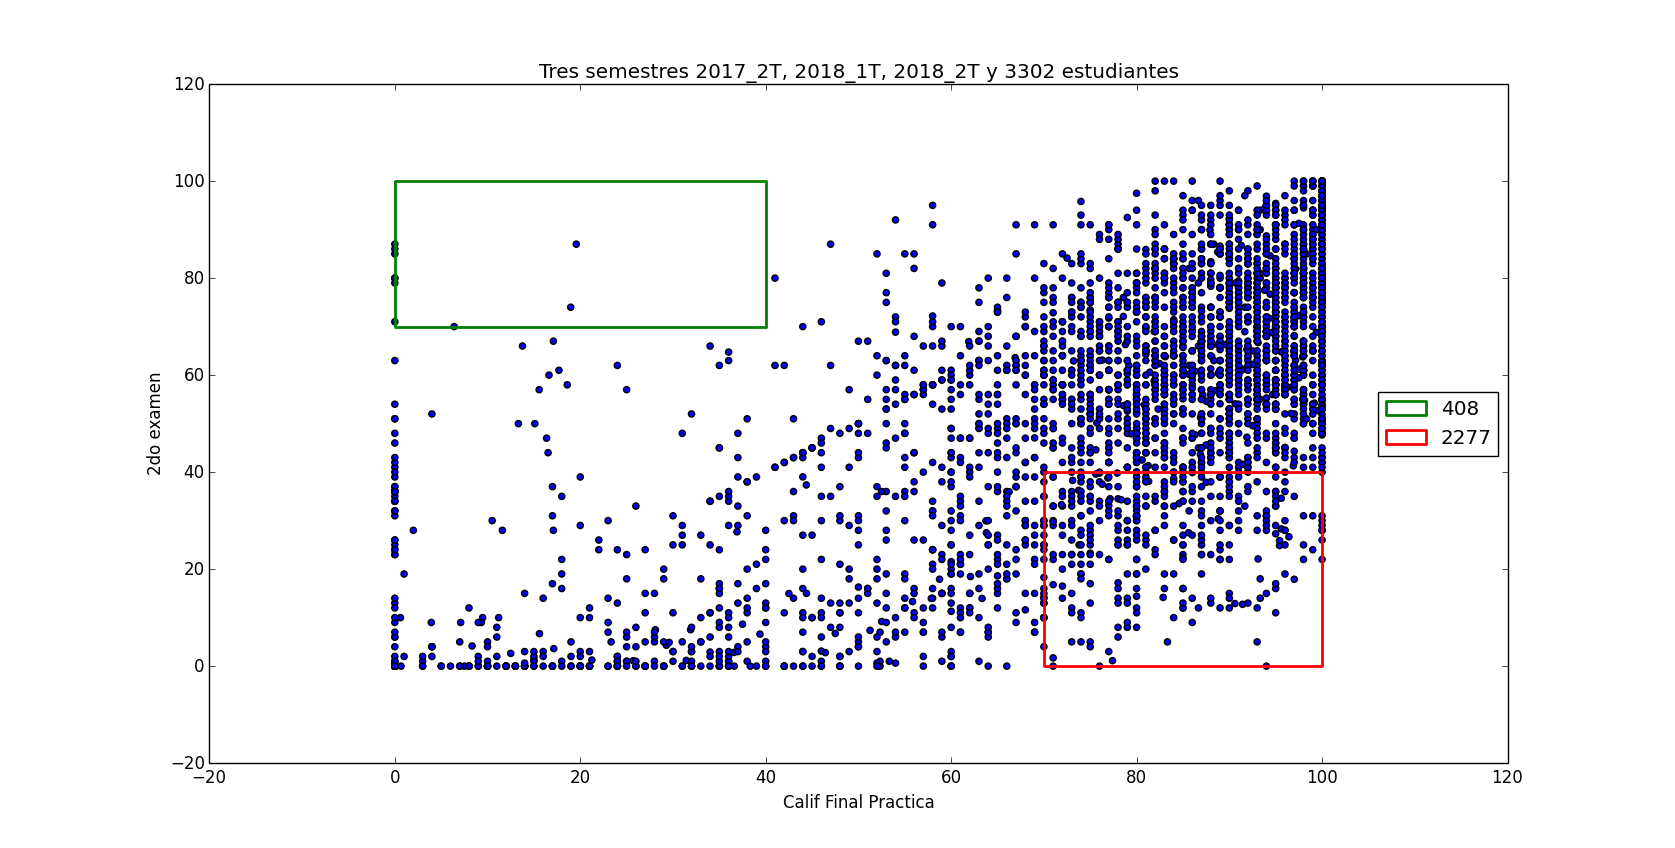 Tres semestres 2017_2T, 2018_1T, 2018_2T y 3302 estudiantes
120
100
80
60
40
20
0
−20
2do examen
408
2277
−20 0 20 40 60 80 100 120
Calif Final Practica